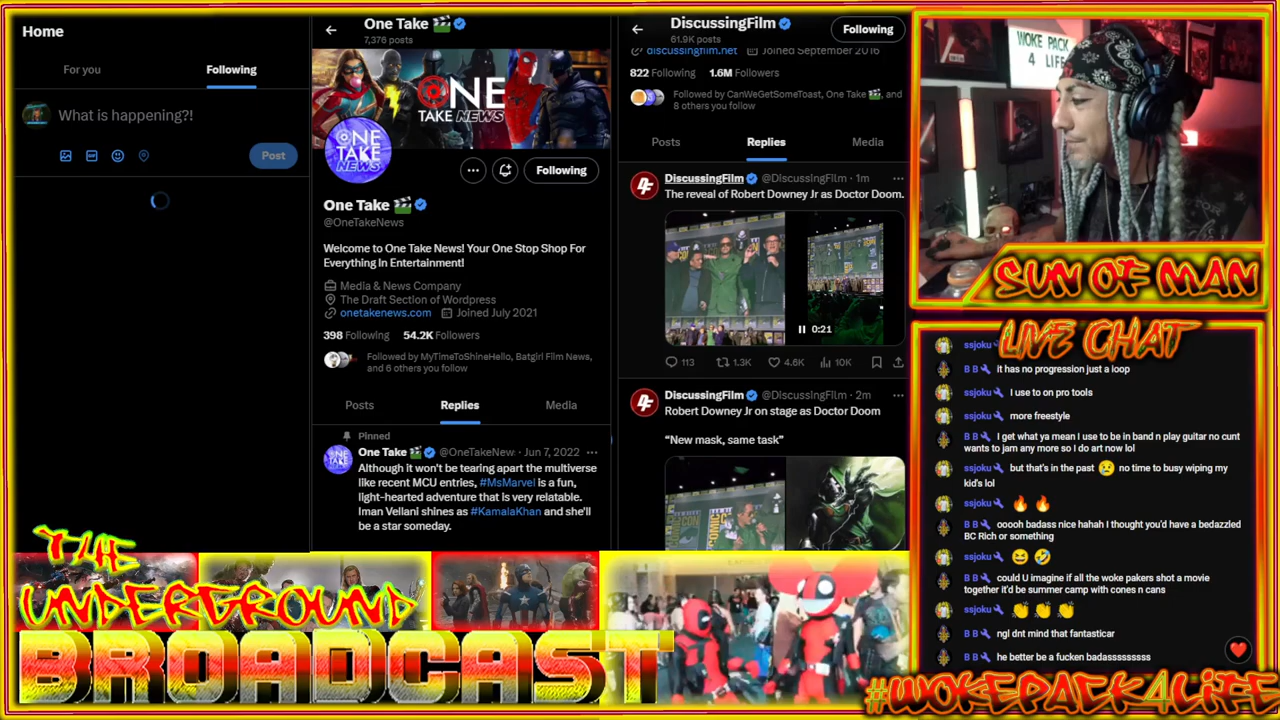 Home
For you
Following
What is happening?!
Post
One Take
7,376 posts
ONE
TAKE NEWS
ONE
TAKE
NEWS
Following
One Take
@OneTakeNews
Welcome to One Take News! Your One Stop Shop For
Everything In Entertainment!
Media & News Company
The Draft Section of Wordpress
onetakenews.com Joined July 2021
398 Following 54.2K Followers
Followed by MyTimeToShineHello, Batgirl Film News,
and 6 others you follow
Posts
Replies
Media
Pinned
One Take @OneTakeNew· Jun 7, 2022
Although it won't be tearing apart the multiverse
like recent MCU entries, #MsMarvel is a fun,
light-hearted adventure that is very relatable.
Iman Vellani shines as #KamalaKhan and she'll
be a star someday.
DiscussingFilm
61.9K posts
Following
discussingfilm.net Joined September 2016
822 Following 1.6M Followers
Followed by CanWeGetSomeToast, One Take, and
8 others you follow
Posts
Replies
Media
DiscussingFilm @DiscussingFilm · 1m
The reveal of Robert Downey Jr as Doctor Doom.
0:21
113 1.3K 4.6K 10K
DiscussingFilm @DiscussingFilm · 2m
Robert Downey Jr on stage as Doctor Doom
“New mask, same task”
WOKE PACK
4 LIFE
SUN OF MAN
LIVE CHAT
ssjoku
B B it has no progression just a loop
ssjoku I use to on pro tools
ssjoku more freestyle
B B I get what ya mean I use to be in band n play guitar no cunt
wants to jam any more so I do art now lol
ssjoku but that's in the past 😢 no time to busy wiping my
kid's lol
ssjoku 🔥 🔥
B B ooooh badass nice hahah I thought you'd have a bedazzled
BC Rich or something
ssjoku 😆 🤣
B B could U imagine if all the woke pakers shot a movie
together it'd be summer camp with cones n cans
ssjoku 👏 👏 👏
B B ngl dnt mind that fantasticar
B B he better be a fucken badasssssssss
THE
UNDERGROUND
BROADCAST
#WOKEPACK4LIFE